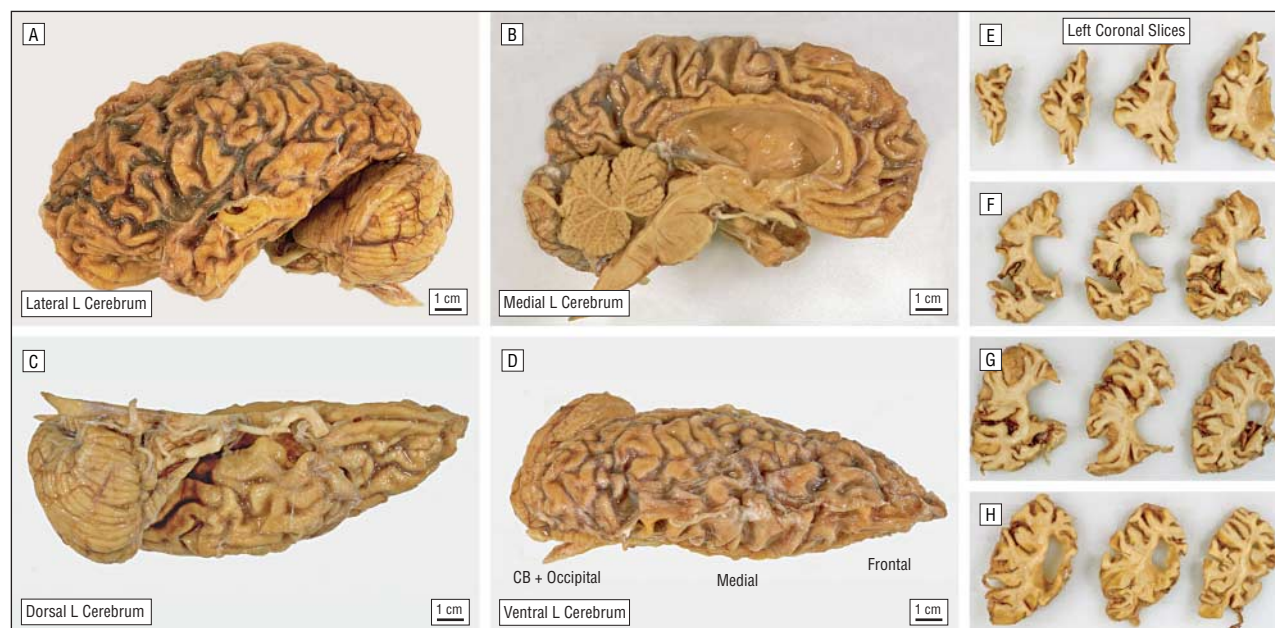 A
Lateral L Cerebrum
1 cm
B
Medial L Cerebrum
1 cm
C
Dorsal L Cerebrum
1 cm
D
CB + Occipital
Medial
Frontal
Ventral L Cerebrum
1 cm
E
Left Coronal Slices
F
G
H